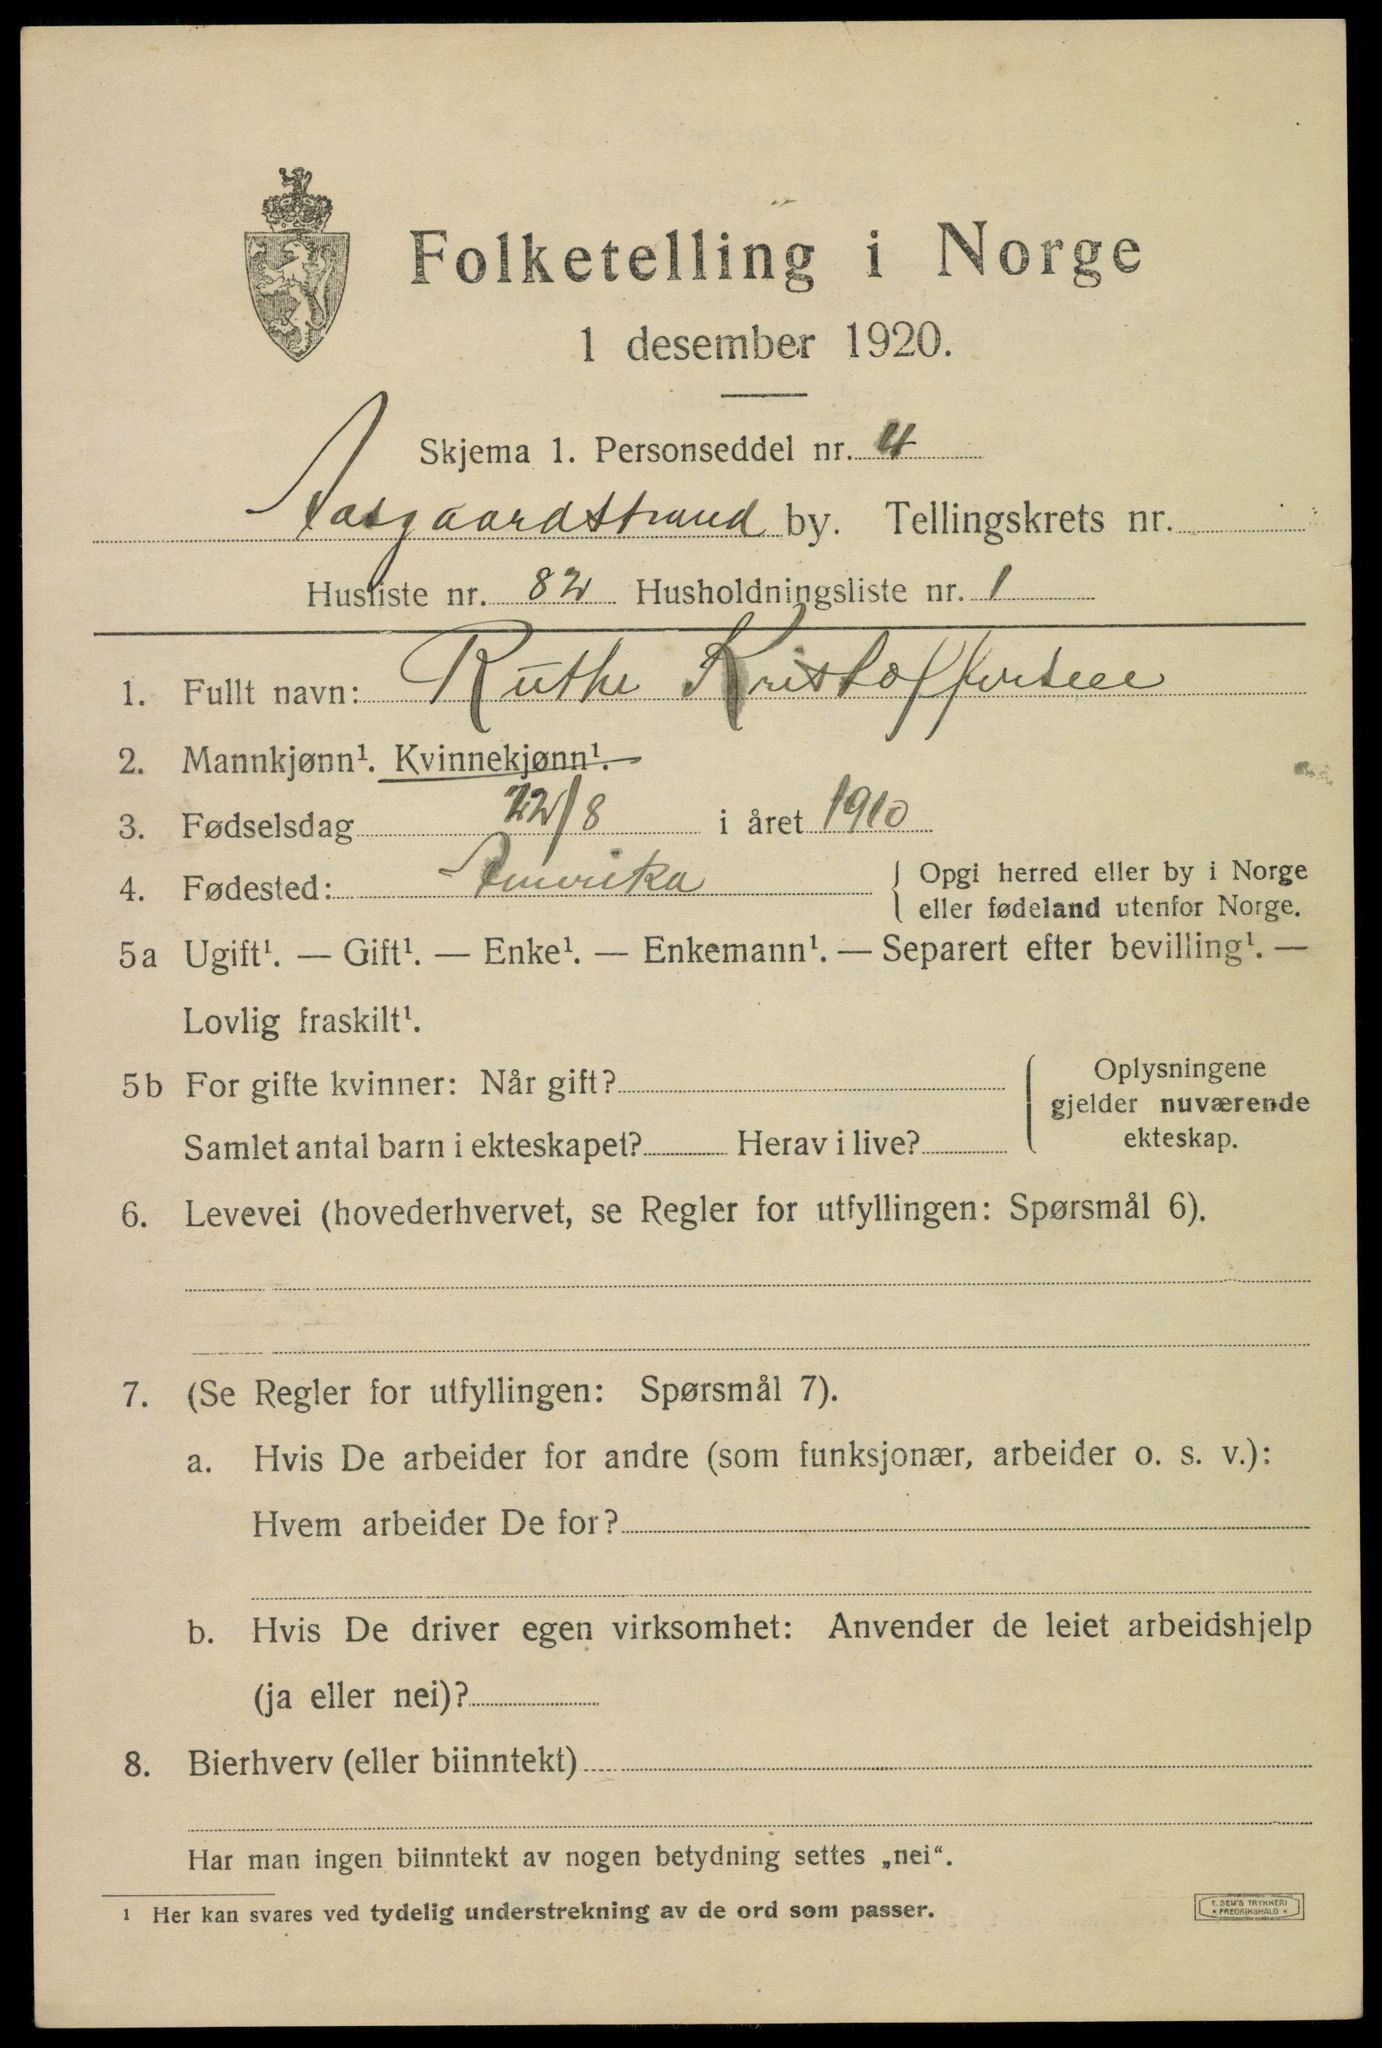 Folketelling i Norge
1 desember 1920.
Skjema 1. Personseddel nr. 4
Aasgaardstrand by. Tellingskrets nr.
Husliste nr. 82 Husholdningsliste nr. 1
1. Fullt navn: Ruthe Kristoffersen
2. Mannkjønn¹. Kvinnekjønn¹.
3. Fødselsdag 22/8 i året 1910
4. Fødested: Amerika { Opgi herred eller by i Norge
eller fødeland utenfor Norge.
5a Ugift¹. — Gift¹. — Enke¹. — Enkemann¹. — Separert efter bevilling¹. —
Lovlig fraskilt¹.
5b For gifte kvinner: Når gift?
Samlet antal barn i ekteskapet? Herav i live?
{ Oplysningene
gjelder nuværende
ekteskap.
6. Levevei (hovederhvervet, se Regler for utfyllingen: Spørsmål 6).
7. (Se Regler for utfyllingen: Spørsmål 7).
a. Hvis De arbeider for andre (som funksjonær, arbeider o. s. v.):
Hvem arbeider De for?
b. Hvis De driver egen virksomhet: Anvender de leiet arbeidshjelp
(ja eller nei)?
8. Bierhverv (eller biinntekt)
Har man ingen biinntekt av nogen betydning settes „nei“.
¹ Her kan svares ved tydelig understrekning av de ord som passer.
E. SEM'S TRYKKERI
* FREDRIKSHALD *